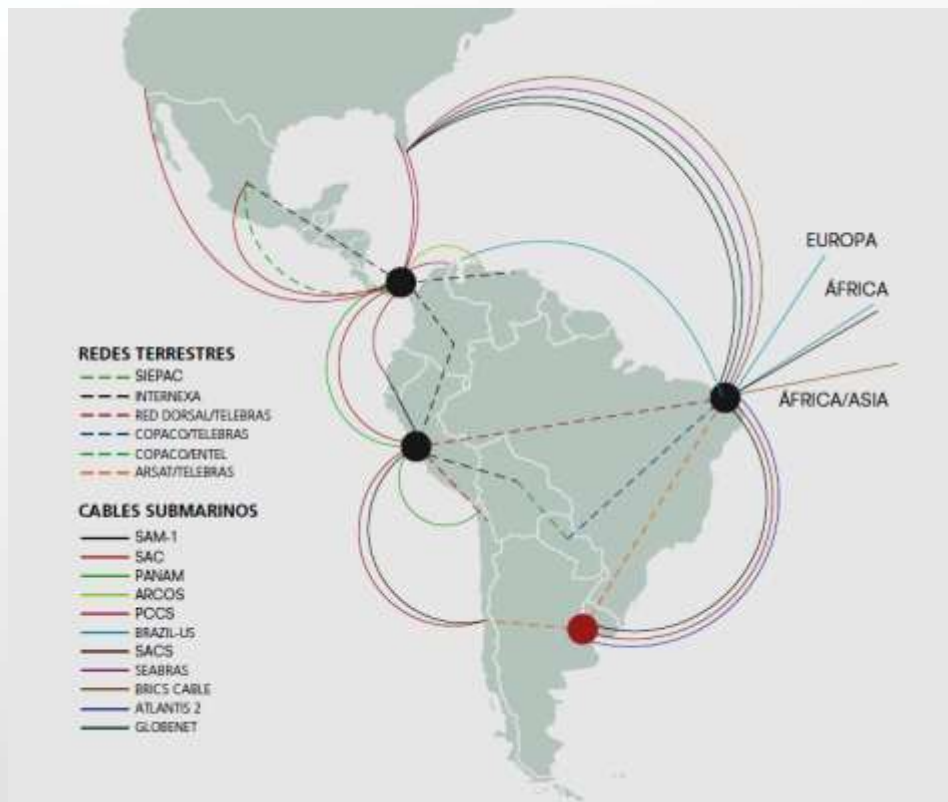 EUROPA
ÁFRICA
ÁFRICA/ASIA
REDES TERRESTRES
SIEPAC
INTERNEXA
RED DORSAL/TELEBRAS
COPACO/TELEBRAS
COPACO/ENTEL
ARSAT/TELEBRAS
CABLES SUBMARINOS
SAM-1
SAC
PANAM
ARCOS
PCCS
BRAZIL-US
SACS
SEABRAS
BRICS CABLE
ATLANTIS 2
GLOBENET